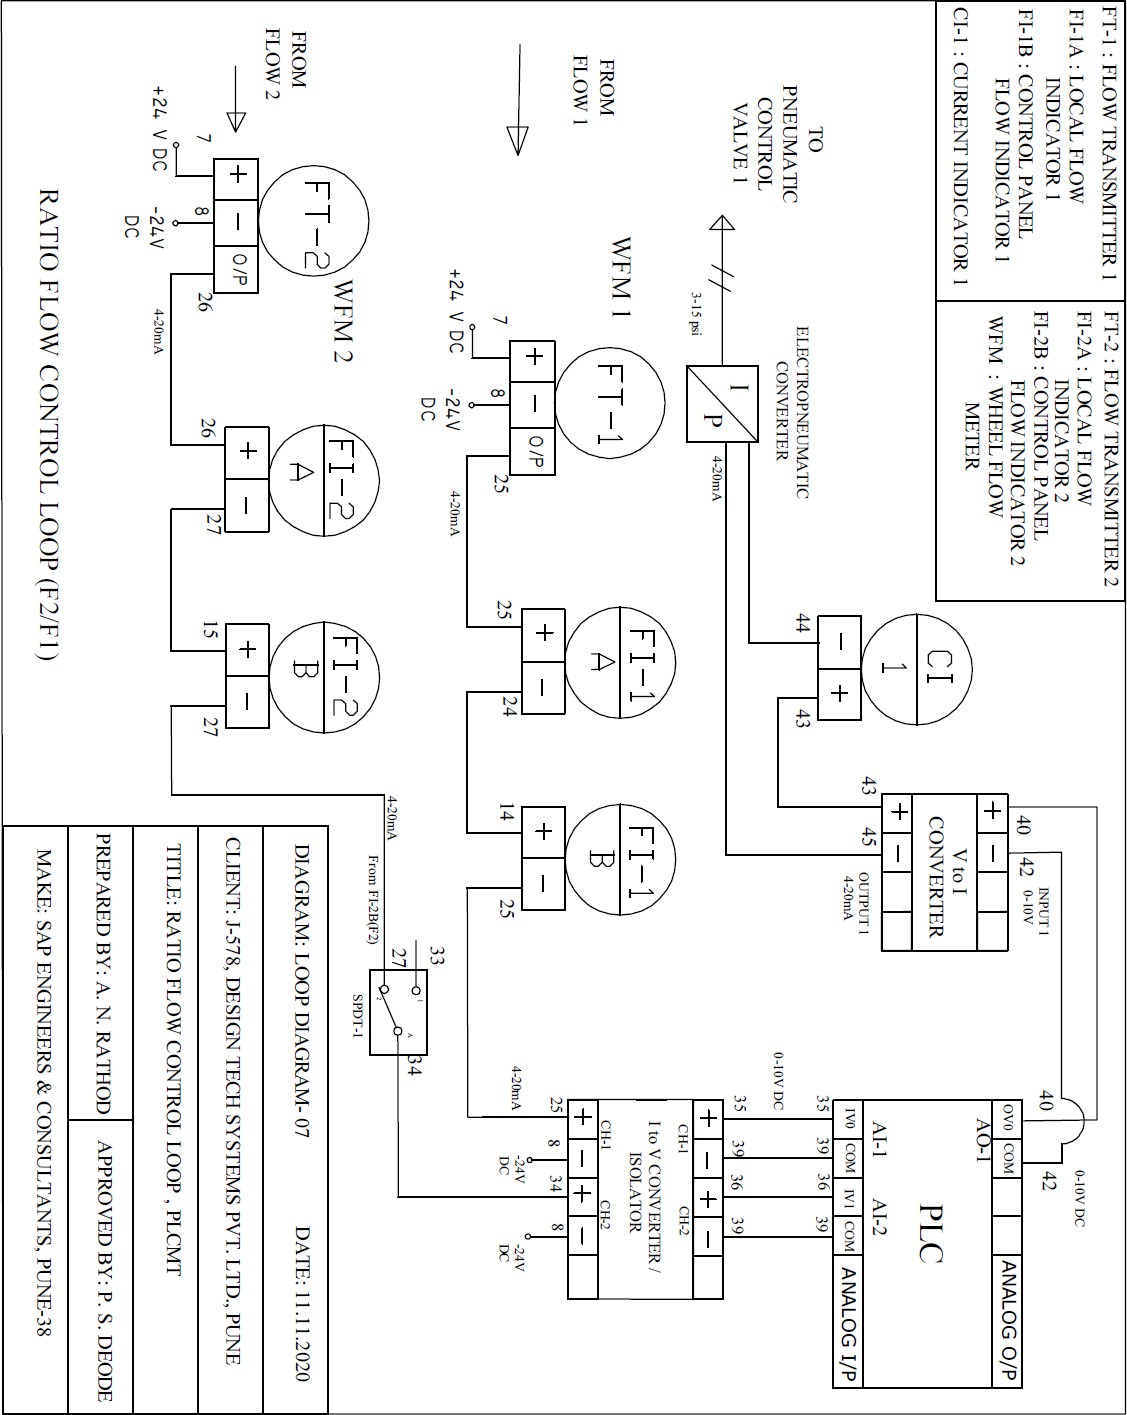 FT-1 : FLOW TRANSMITTER 1
FI-1A : LOCAL FLOW
INDICATOR 1
FI-1B : CONTROL PANEL
FLOW INDICATOR 1
CI-1 : CURRENT INDICATOR 1
FT-2 : FLOW TRANSMITTER 2
FI-2A : LOCAL FLOW
INDICATOR 2
FI-2B : CONTROL PANEL
FLOW INDICATOR 2
WFM : WHEEL FLOW
METER
TO
PNEUMATIC
CONTROL
VALVE 1
3-15 psi
ELECTROPNEUMATIC
CONVERTER
I
P
4-20mA
CI
1
- +
44 43
40 42
INPUT 1
0-10V
+ -
V to I
CONVERTER
+ -
43 45
OUTPUT 1
4-20mA
40 42
0-10V DC
OV0 COM ANALOG O/P
AO-1
PLC
AI-1 AI-2
IV0 COM IV1 COM ANALOG I/P
35 39 36 39
0-10V DC
35 39 36 39
+ - + -
CH-1 CH-2
I to V CONVERTER /
ISOLATOR
CH-1 CH-2
+ - + -
25 8 34 8
4-20mA
-24V
DC
-24V
DC
FROM
FLOW 1
WFM 1
FT-1
+ - O/P
7 8 25
+24 V DC
-24V
DC
4-20mA
FI-1
A
+ -
25 24
FI-1
B
+ -
14 25
FROM
FLOW 2
WFM 2
FT-2
+ - O/P
7 8 26
+24 V DC
-24V
DC
4-20mA
FI-2
A
+ -
26 27
FI-2
B
+ -
15 27
4-20mA
From FI-2B(F2)
33
27
1
2
A
34
SPDT-1
RATIO FLOW CONTROL LOOP (F2/F1)
DIAGRAM: LOOP DIAGRAM- 07 DATE: 11.11.2020
CLIENT: J-578, DESIGN TECH SYSTEMS PVT. LTD., PUNE
TITLE: RATIO FLOW CONTROL LOOP , PLCMT
PREPARED BY: A. N. RATHOD APPROVED BY: P. S. DEODE
MAKE: SAP ENGINEERS & CONSULTANTS, PUNE-38